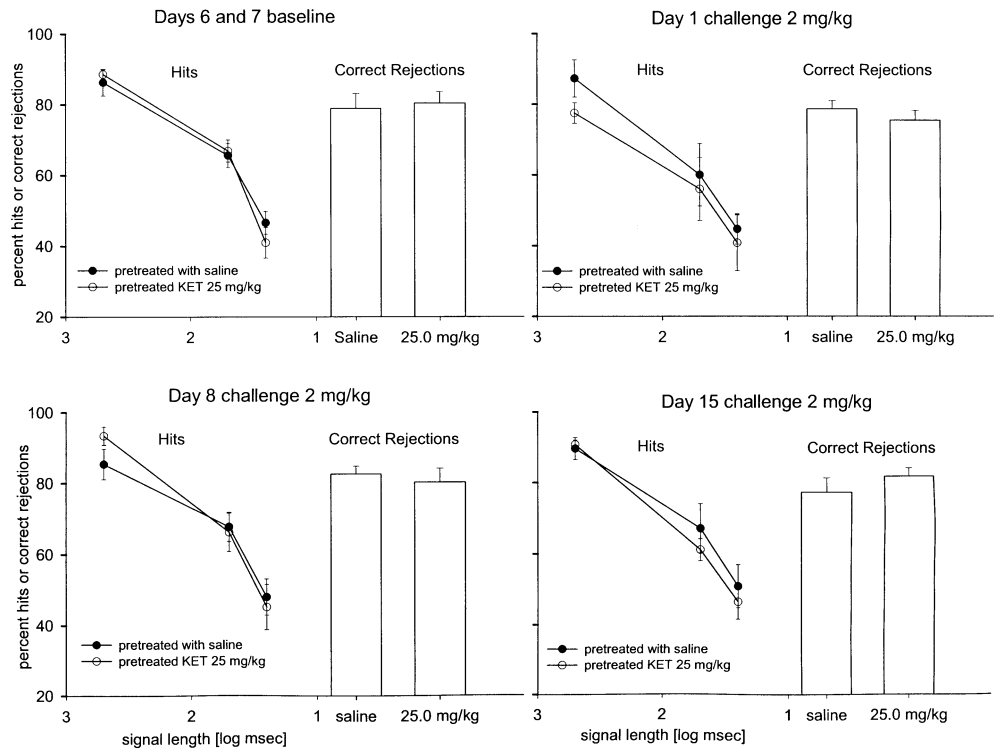 Days 6 and 7 baseline
percent hits or correct rejections
100
80
60
40
20
Hits
Correct Rejections
pretreated with saline
pretreated KET 25 mg/kg
3
2
1
Saline
25.0 mg/kg
Day 1 challenge 2 mg/kg
Hits
Correct Rejections
pretreated with saline
pretreted KET 25 mg/kg
3
2
1
saline
25.0 mg/kg
Day 8 challenge 2 mg/kg
percent hits or correct rejections
100
80
60
40
20
Hits
Correct Rejections
pretreated with saline
pretreated KET 25 mg/kg
3
2
1
saline
25.0 mg/kg
signal length [log msec]
Day 15 challenge 2 mg/kg
Hits
Correct Rejections
pretreated with saline
pretreated KET 25 mg/kg
3
2
1
saline
25.0 mg/kg
signal length [log msec]